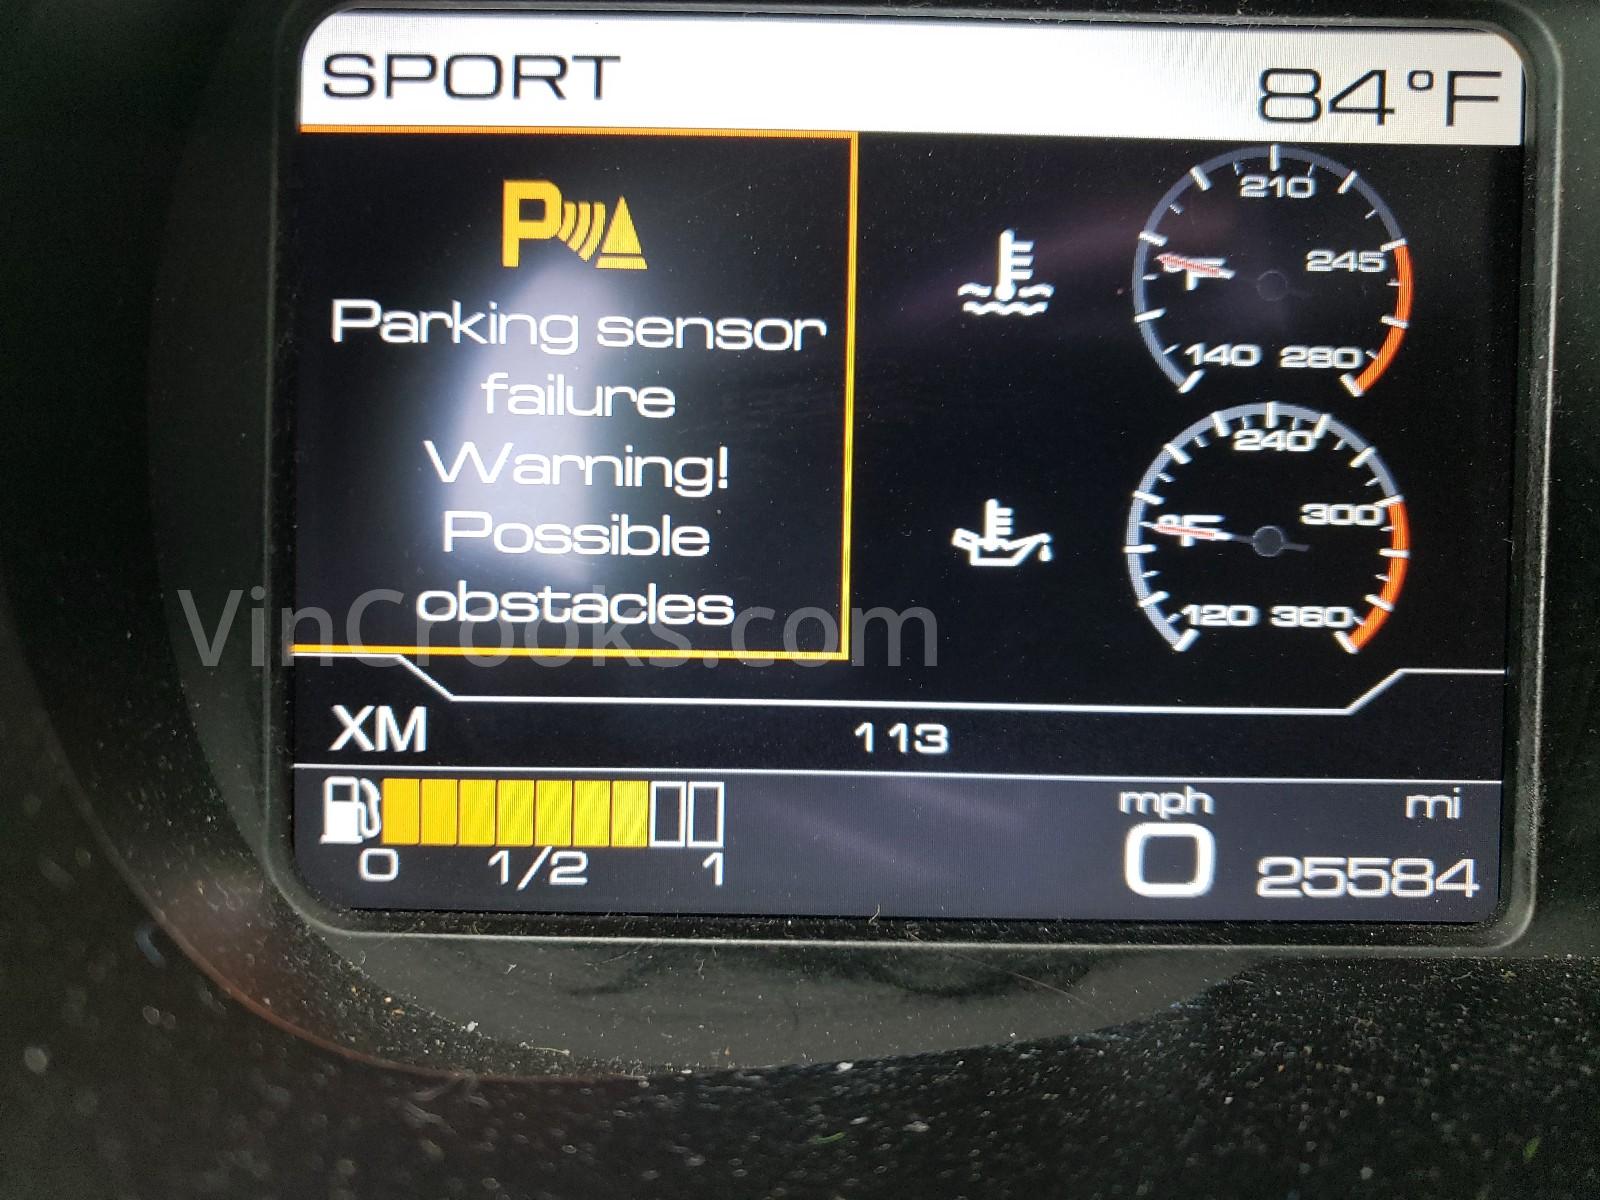 SPORT
84°F
P
Parking sensor
failure
Warning!
Possible
obstacles
210
245
°F
140 280
240
300
°F
120 360
VinCrooks.com
XM
113
0 1/2 1
mph
0
mi
25584